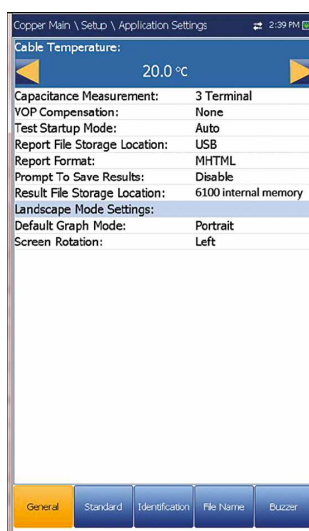 Copper Main \ Setup \ Application Settings 2:39 PM
Cable Temperature:
20.0 °C
Capacitance Measurement: 3 Terminal
VOP Compensation: None
Test Startup Mode: Auto
Report File Storage Location: USB
Report Format: MHTML
Prompt To Save Results: Disable
Result File Storage Location: 6100 internal memory
Landscape Mode Settings:
Default Graph Mode: Portrait
Screen Rotation: Left
General Standard Identification File Name Buzzer